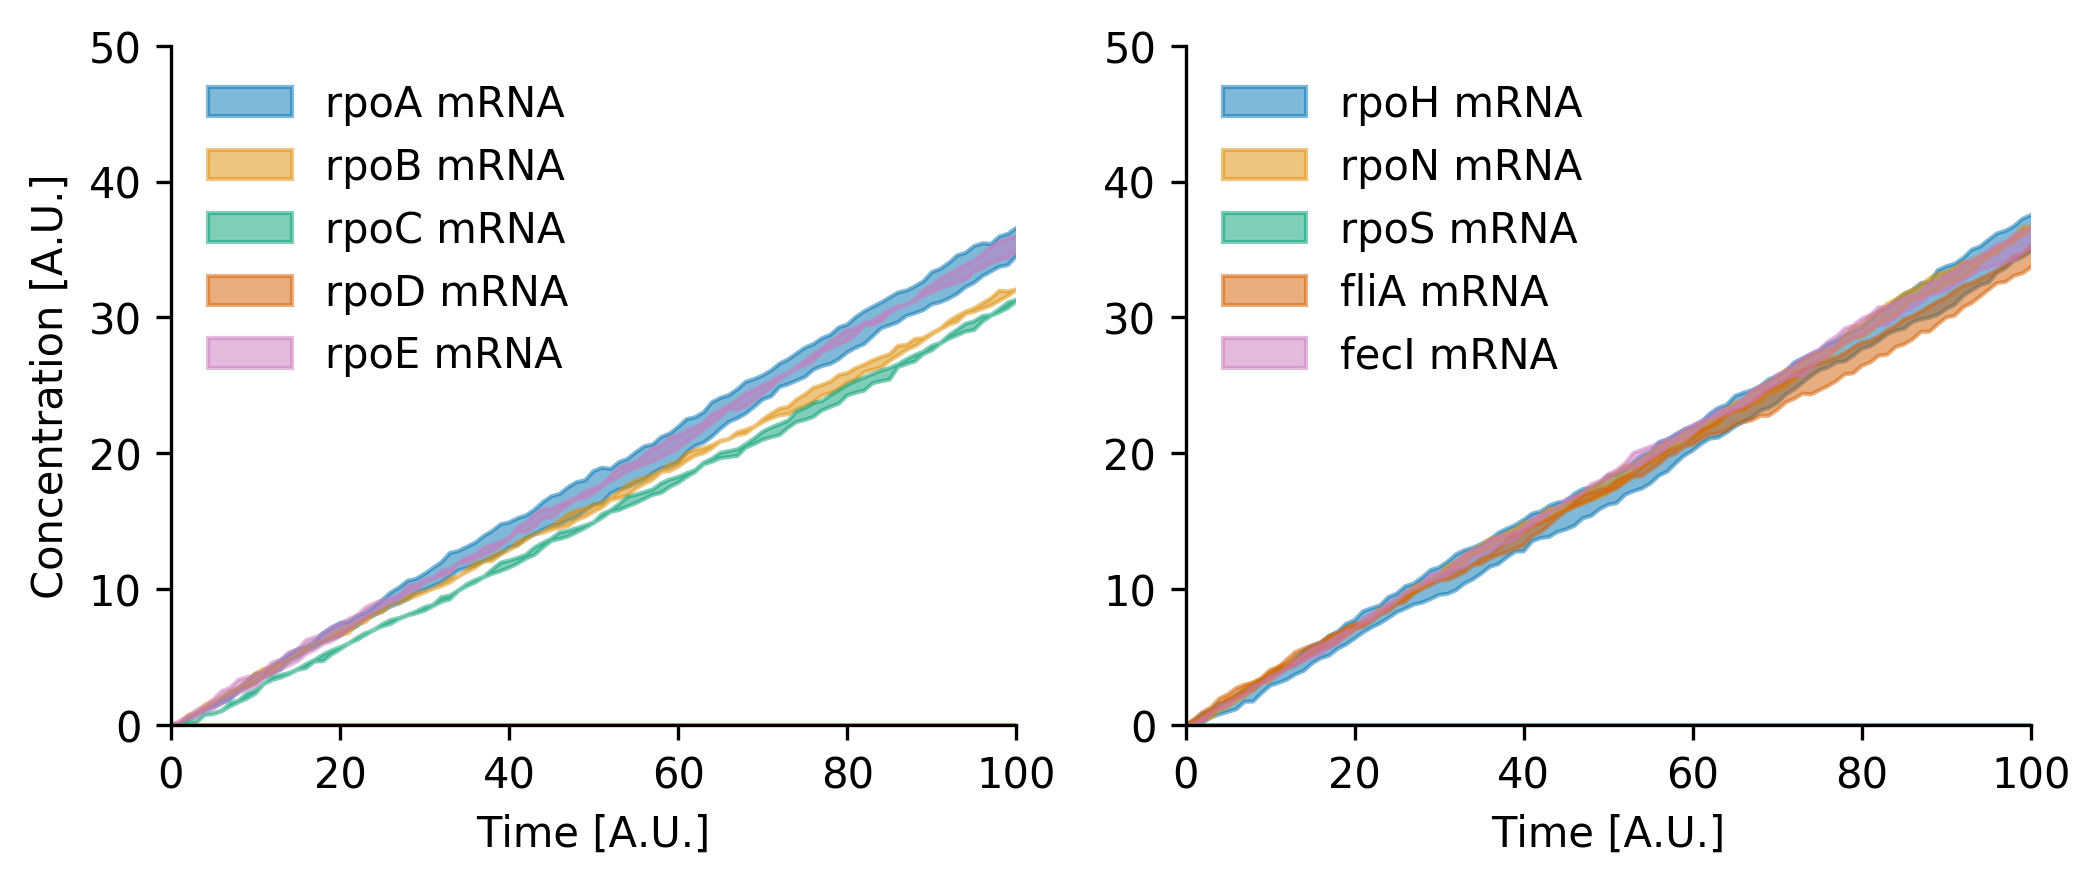 50
40
30
20
10
0
Concentration [A.U.]
rpoA mRNA
rpoB mRNA
rpoC mRNA
rpoD mRNA
rpoE mRNA
0 20 40 60 80 100
Time [A.U.]
50
40
30
20
10
0
rpoH mRNA
rpoN mRNA
rpoS mRNA
fliA mRNA
fecI mRNA
0 20 40 60 80 100
Time [A.U.]